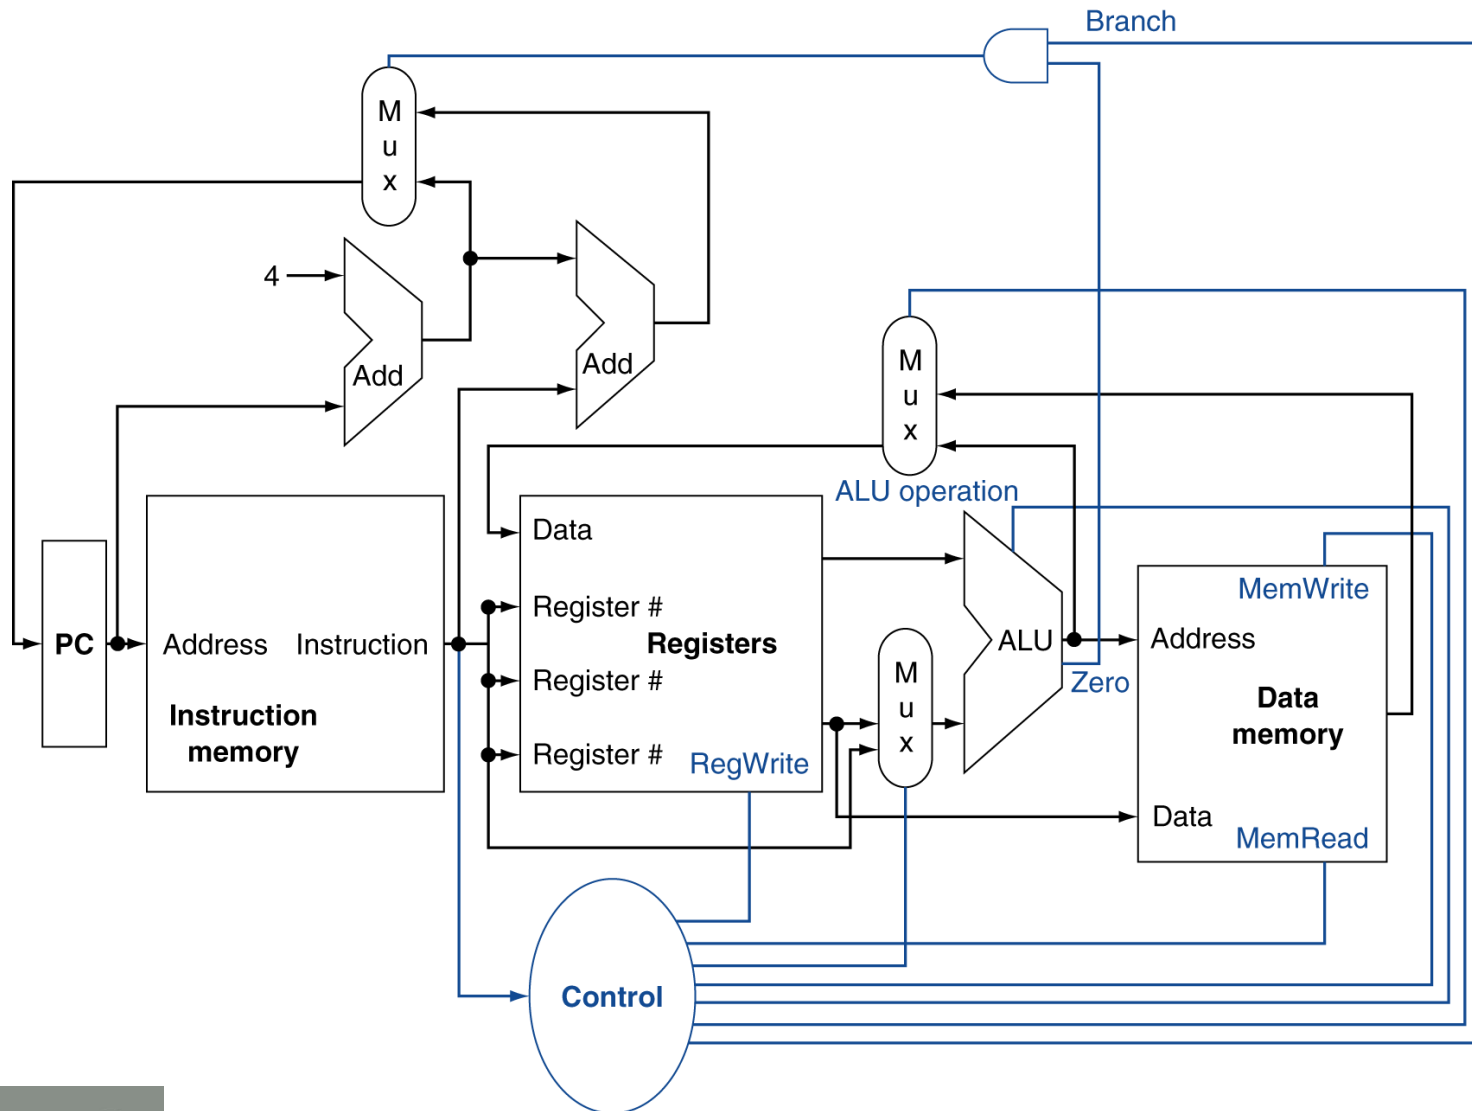 Branch
M
u
x
4
Add
Add
M
u
x
ALU operation
Data
Register #
Register #
Register #
Registers
RegWrite
PC
Address
Instruction
Instruction
memory
M
u
x
ALU
Zero
MemWrite
Address
Data
memory
Data
MemRead
Control